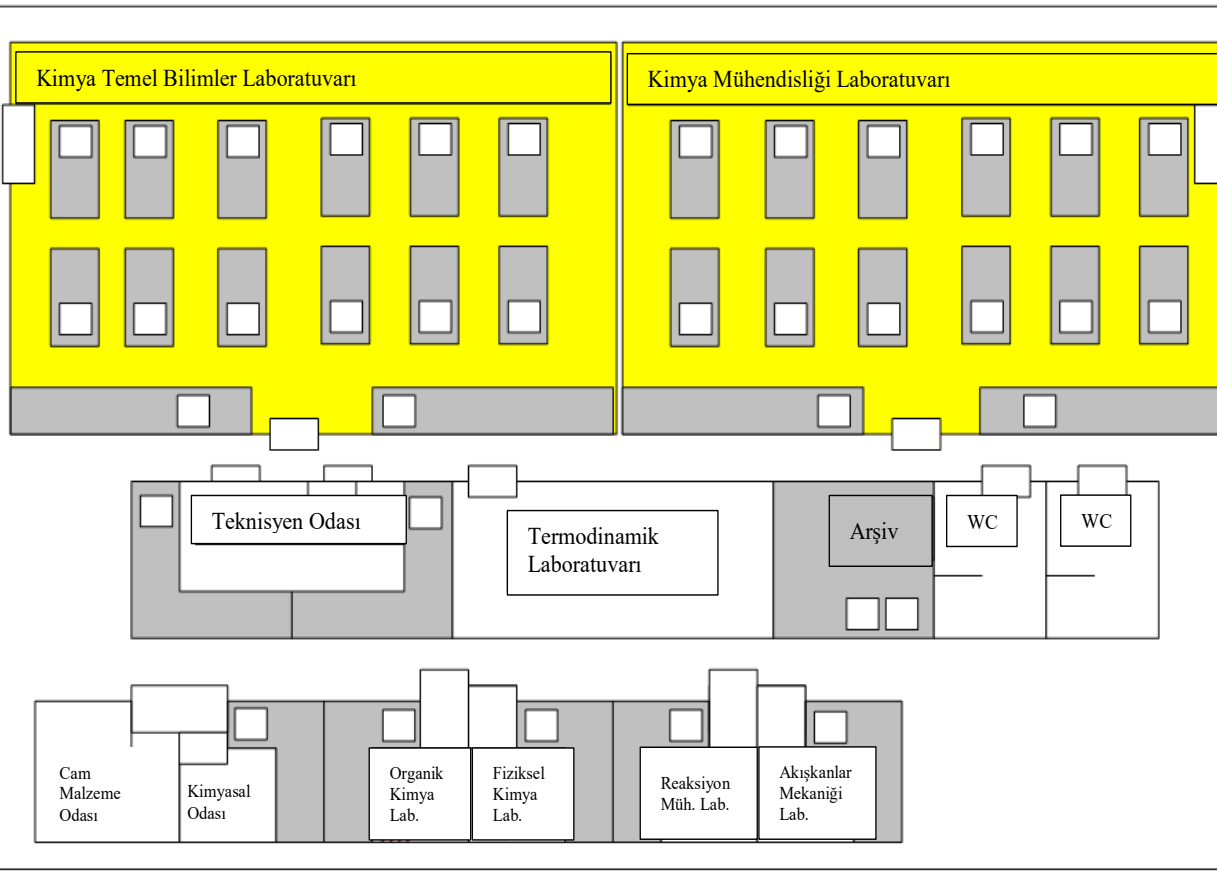 Kimya Temel Bilimler Laboratuvarı
Kimya Mühendisliği Laboratuvarı
Teknisyen Odası
Termodinamik
Laboratuvarı
Arşiv
WC
WC
Cam
Malzeme
Odası
Kimyasal
Odası
Organik
Kimya
Lab.
Fiziksel
Kimya
Lab.
Reaksiyon
Müh. Lab.
Akışkanlar
Mekaniği
Lab.